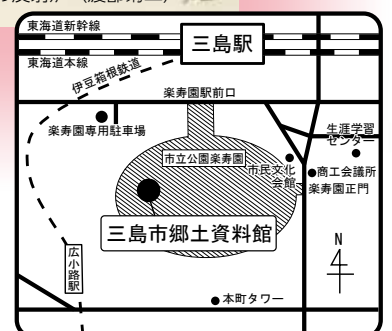 東海道新幹線
三島駅
東海道本線
伊豆箱根鉄道
楽寿園駅前口
楽寿園専用駐車場
生涯学習
センター
市立公園楽寿園
市民文化
会館
商工会議所
楽寿園正門
三島市郷土資料館
N
広小路駅
本町タワー